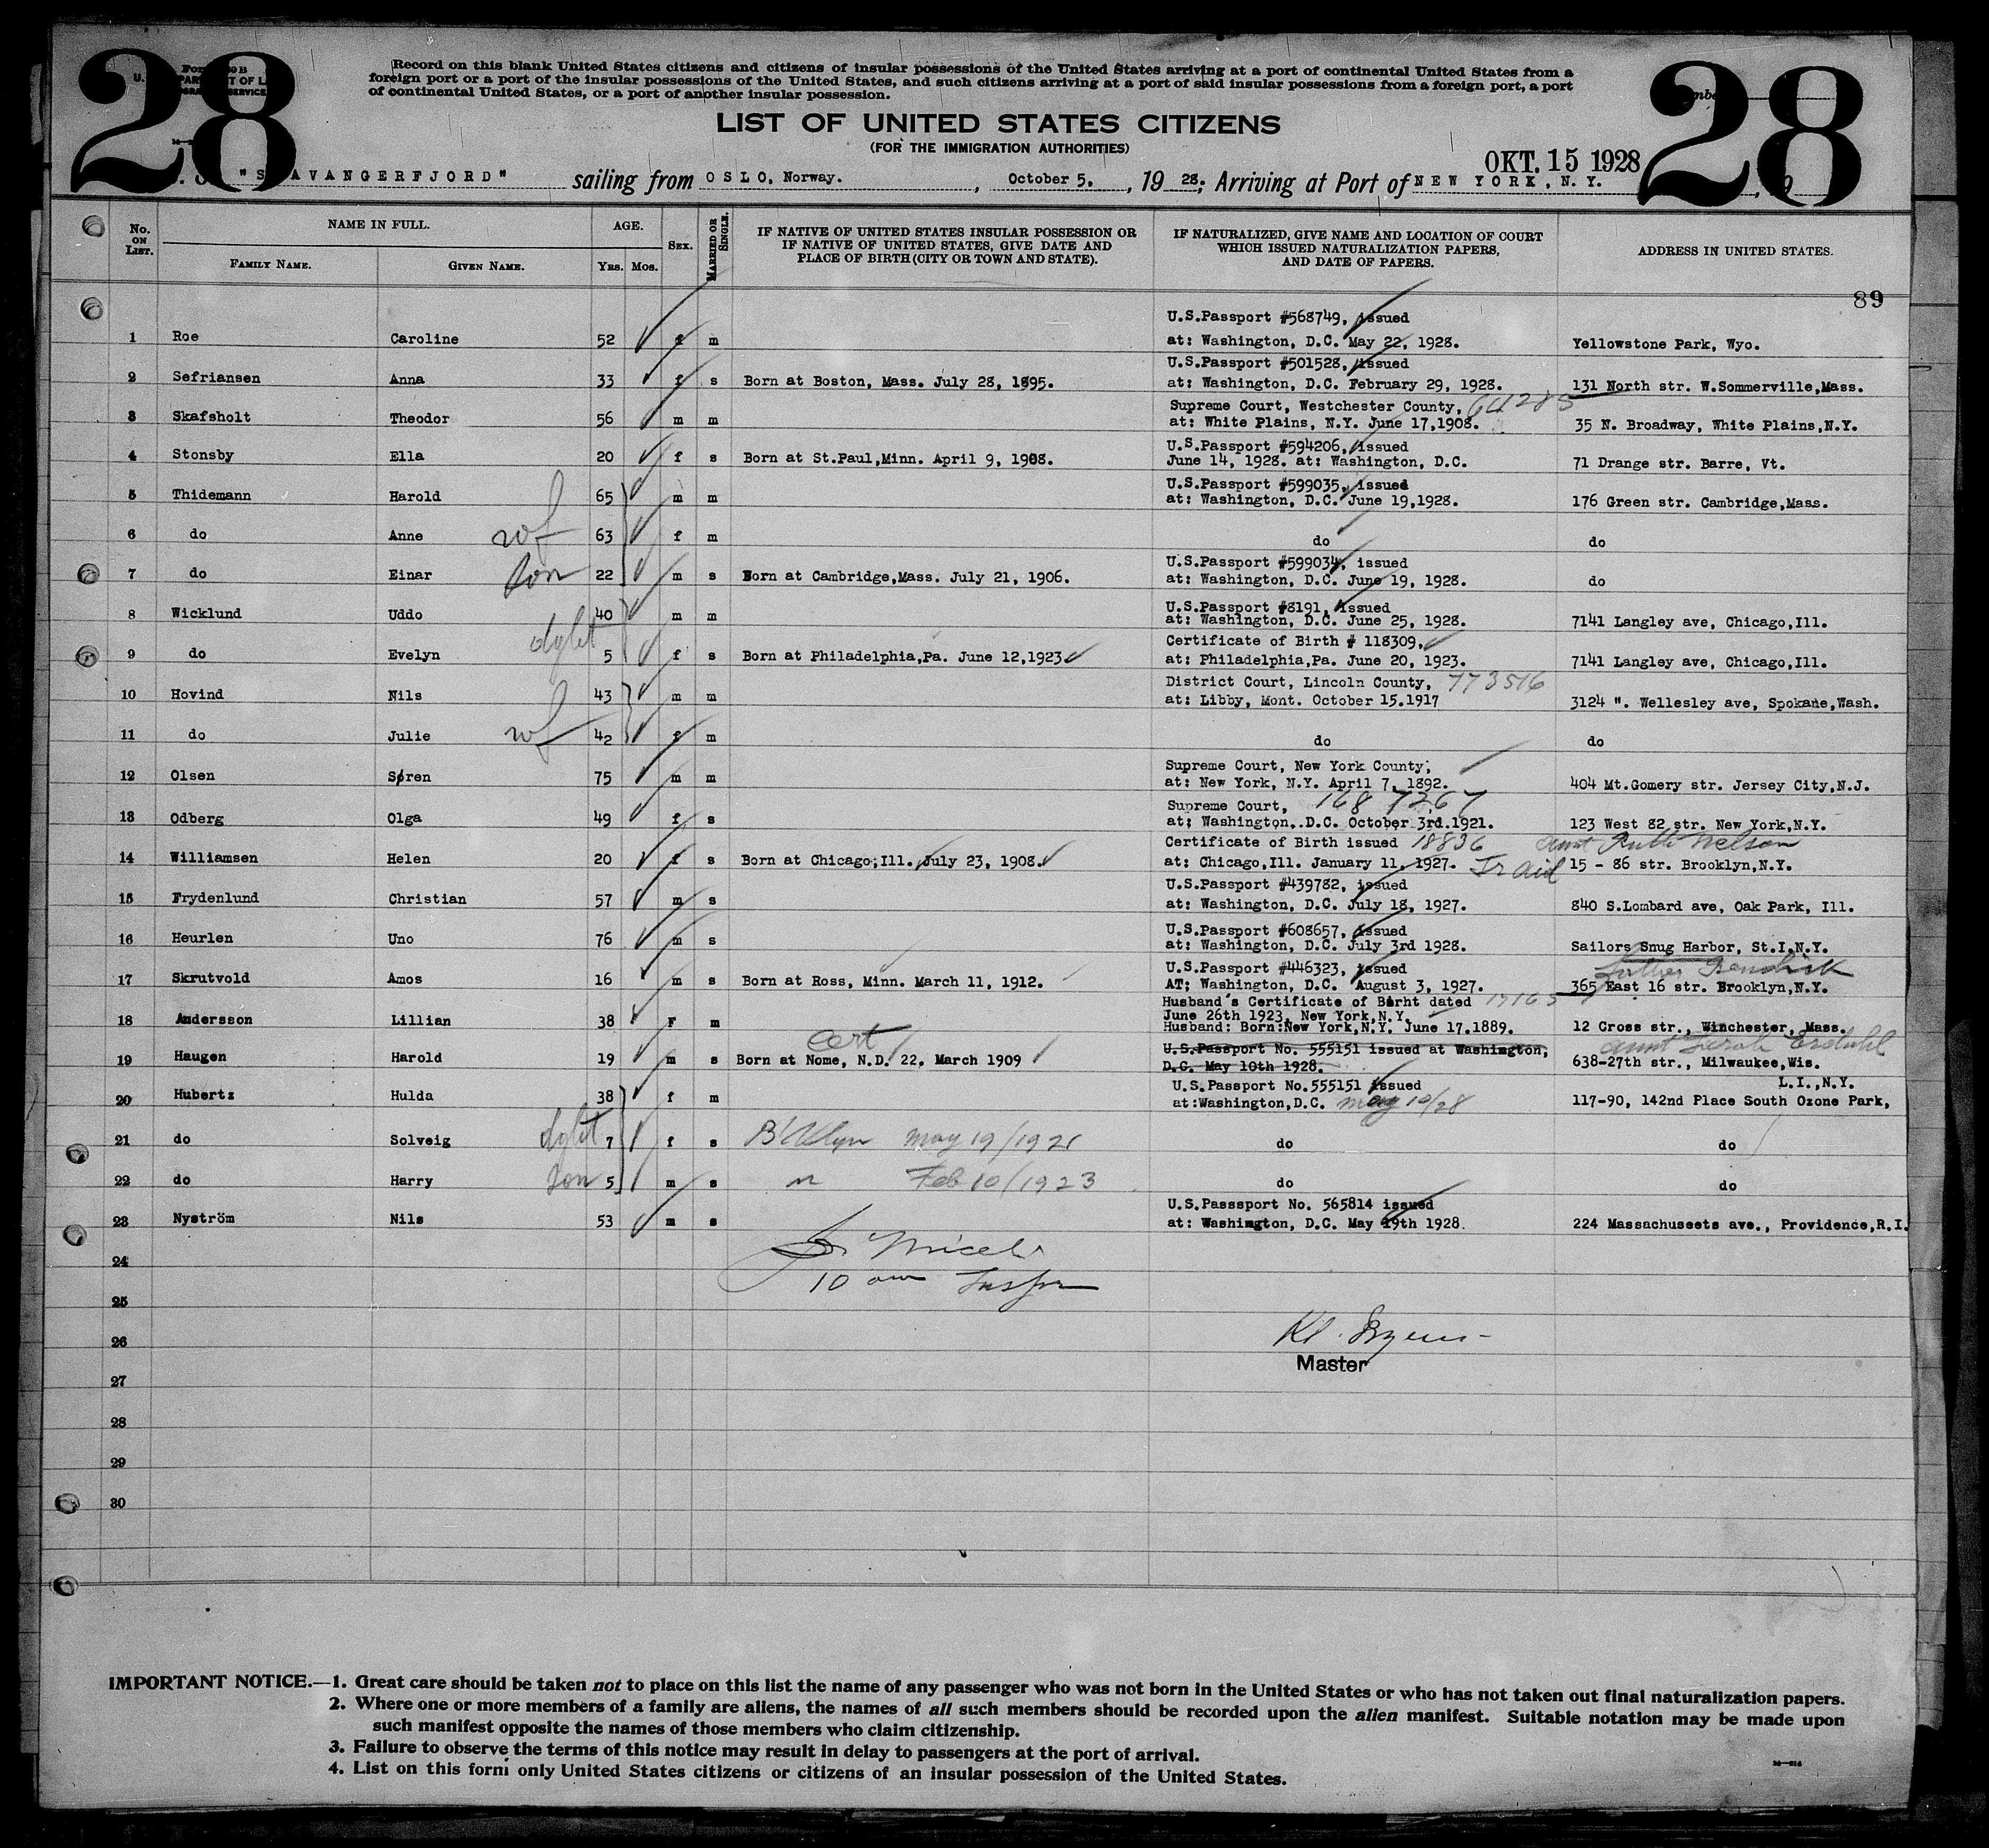 28
28
Record on this blank United States citizens and citizens of insular possessions of the United States arriving at a port of continental United States from a
foreign port or a port of the insular possessions of the United States, and such citizens arriving at a port of said insular possessions from a foreign port, a port
of continental United States, or a port of another insular possession.
LIST OF UNITED STATES CITIZENS
(FOR THE IMMIGRATION AUTHORITIES)
OKT. 15 1928
"S AVANGERFJORD" sailing from OSLO, Norway. , October 5. , 19 28; Arriving at Port of NEW YORK, N.Y.
No. ON LIST. NAME IN FULL. FAMILY NAME. GIVEN NAME. AGE. YRS. MOS. SEX. MARRIED OR SINGLE. IF NATIVE OF UNITED STATES INSULAR POSSESSION OR IF NATIVE OF UNITED STATES, GIVE DATE AND PLACE OF BIRTH (CITY OR TOWN AND STATE). IF NATURALIZED, GIVE NAME AND LOCATION OF COURT WHICH ISSUED NATURALIZATION PAPERS, AND DATE OF PAPERS. ADDRESS IN UNITED STATES.
89
1 Roe Caroline 52 f m U.S.Passport #568749, issued at: Washington, D.C. May 22, 1928. Yellowstone Park, Wyo.
2 Sefriansen Anna 33 f s Born at Boston, Mass. July 28, 1895. U.S.Passport #501528, issued at: Washington, D.C. February 29, 1928. 131 North str. W.Sommerville,Mass.
3 Skafsholt Theodor 56 m m Supreme Court, Westchester County, at: White Plains, N.Y. June 17,1908. 35 N. Broadway, White Plains,N.Y.
4 Stonsby Ella 20 f s Born at St.Paul,Minn. April 9, 1908. U.S.Passport #594206, issued June 14, 1928. at: Washington, D.C. 71 Drange str. Barre, Vt.
5 Thidemann Harold 65 m m U.S.Passport #599035, issued at: Washington, D.C. June 19,1928. 176 Green str. Cambridge,Mass.
6 do Anne wf 63 f m do do
7 do Einar son 22 m s Born at Cambridge,Mass. July 21, 1906. U.S.Passport #599034, issued at: Washington, D.C. June 19, 1928. do
8 Wicklund Uddo 40 m m U.S.Passport #8191, issued at: Washington, D.C. June 25, 1928. 7141 Langley ave, Chicago,Ill.
9 do Evelyn dght 5 f s Born at Philadelphia,Pa. June 12,1923 Certificate of Birth # 118309, at: Philadelphia,Pa. June 20, 1923. 7141 Langley ave, Chicago,Ill.
10 Hovind Nils 43 m m District Court, Lincoln County, 773516 at: Libby, Mont. October 15.1917 3124 ". Wellesley ave, Spokane,Wash.
11 do Julie wf 42 f m do do
12 Olsen Søren 75 m m Supreme Court, New York County, at: New York, N.Y. April 7, 1892. 404 Mt.Gomery str. Jersey City,N.J.
13 Odberg Olga 49 f s Supreme Court, 1687267 at: Washington,.D.C. October 3rd.1921. 123 West 82 str. New York,N.Y.
14 Williamsen Helen 20 f s Born at Chicago,Ill. July 23, 1908. Certificate of Birth issued 18836 at: Chicago,Ill. January 11, 1927. Tr aid aunt Ruth Nelson 15 - 86 str. Brooklyn,N.Y.
15 Frydenlund Christian 57 m s U.S.Passport #439782, issued at: Washington, D.C. July 18, 1927. 840 S.Lombard ave, Oak Park, Ill.
16 Heurlen Uno 76 m s U.S.Passport #608657, issued at: Washington, D.C. July 3rd 1928. Sailors Snug Harbor, St.I.N.Y.
17 Skrutvold Amos 16 m s Born at Ross, Minn. March 11, 1912. U.S.Passport #446323, issued AT; Washington, D.C. August 3, 1927. father 365 East 16 str. Brooklyn,N.Y.
18 Andersson Lillian 38 F m Husband's Certificate of Barht dated June 26th 1923, New York,N.Y. Husband: Born:New York,N.Y. June 17.1889. 12 Cross str., Winchester, Mass.
19 Haugen Harold 19 m s cert Born at Nome, N.D. 22, March 1909 U.S.Passport No. 555151 issued at Washington, D.C. May 10th 1928. aunt 638-27th str., Milwaukee,Wis.
20 Hubertz Hulda 38 f m U.S.Passport No.555151 issued at:Washington,D.C. may 10/28 L.I.,N.Y. 117-90, 142nd Place South Ozone Park,
21 do Solveig dght 7 f s B'klyn may 19/1921 do do
22 do Harry son 5 m s " Feb 10/1923 do do
23 Nyström Nils 53 m s U.S.Passsport No. 565814 issued at: Washington, D.C. May 19th 1928. 224 Massachuseets ave., Providence,R.I.
24
10 am Inspr
25
26
Master
27
28
29
30
IMPORTANT NOTICE.—1. Great care should be taken not to place on this list the name of any passenger who was not born in the United States or who has not taken out final naturalization papers.
2. Where one or more members of a family are aliens, the names of all such members should be recorded upon the alien manifest. Suitable notation may be made upon
such manifest opposite the names of those members who claim citizenship.
3. Failure to observe the terms of this notice may result in delay to passengers at the port of arrival.
4. List on this form only United States citizens or citizens of an insular possession of the United States.